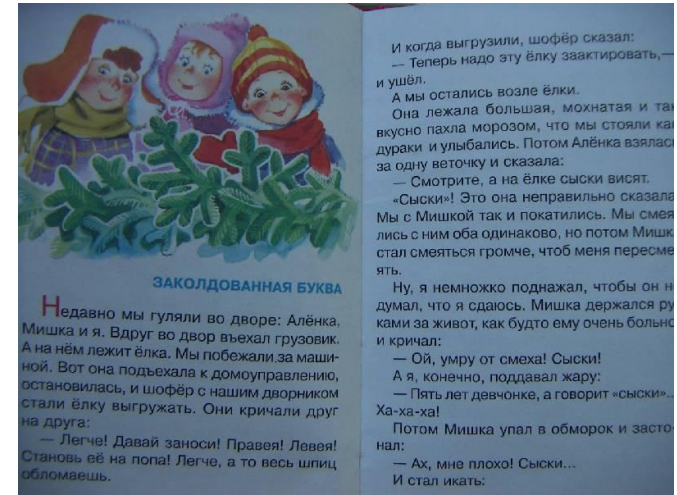 ЗАКОЛДОВАННАЯ БУКВА
Недавно мы гуляли во дворе: Алёнка,
Мишка и я. Вдруг во двор въехал грузовик.
А на нём лежит ёлка. Мы побежали за маши-
ной. Вот она подъехала к домоуправлению,
остановилась, и шофёр с нашим дворником
стали ёлку выгружать. Они кричали друг
на друга:
— Легче! Давай заноси! Правея! Левея!
Становь её на попа! Легче, а то весь шпиц
обломаешь.
И когда выгрузили, шофёр сказал:
— Теперь надо эту ёлку заактировать,—
и ушёл.
А мы остались возле ёлки.
Она лежала большая, мохнатая и так
вкусно пахла морозом, что мы стояли как
дураки и улыбались. Потом Алёнка взялась
за одну веточку и сказала:
— Смотрите, а на ёлке сыски висят.
«Сыски»! Это она неправильно сказала!
Мы с Мишкой так и покатились. Мы смея-
лись с ним оба одинаково, но потом Мишка
стал смеяться громче, чтоб меня пересме-
ять.
Ну, я немножко поднажал, чтобы он не
думал, что я сдаюсь. Мишка держался ру-
ками за живот, как будто ему очень больно,
и кричал:
— Ой, умру от смеха! Сыски!
А я, конечно, поддавал жару:
— Пять лет девчонке, а говорит «сыски»...
Ха-ха-ха!
Потом Мишка упал в обморок и засто-
нал:
— Ах, мне плохо! Сыски...
И стал икать: